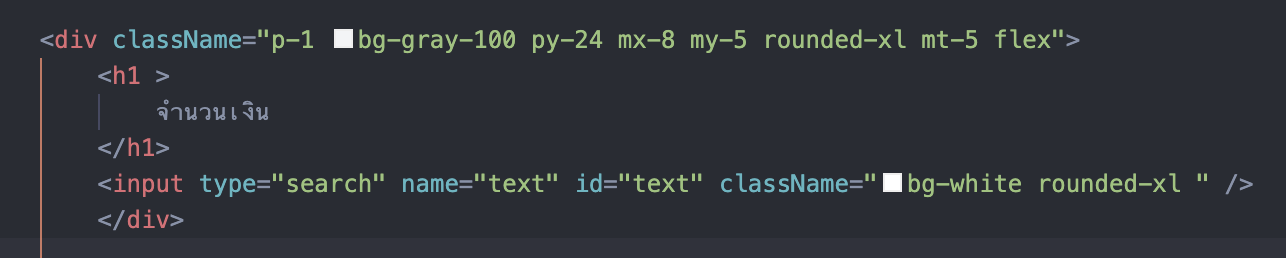 <div className="p-1 bg-gray-100 py-24 mx-8 my-5 rounded-xl mt-5 flex">
<h1 >
จำนวนเงิน
</h1>
<input type="search" name="text" id="text" className=" bg-white rounded-xl " />
</div>